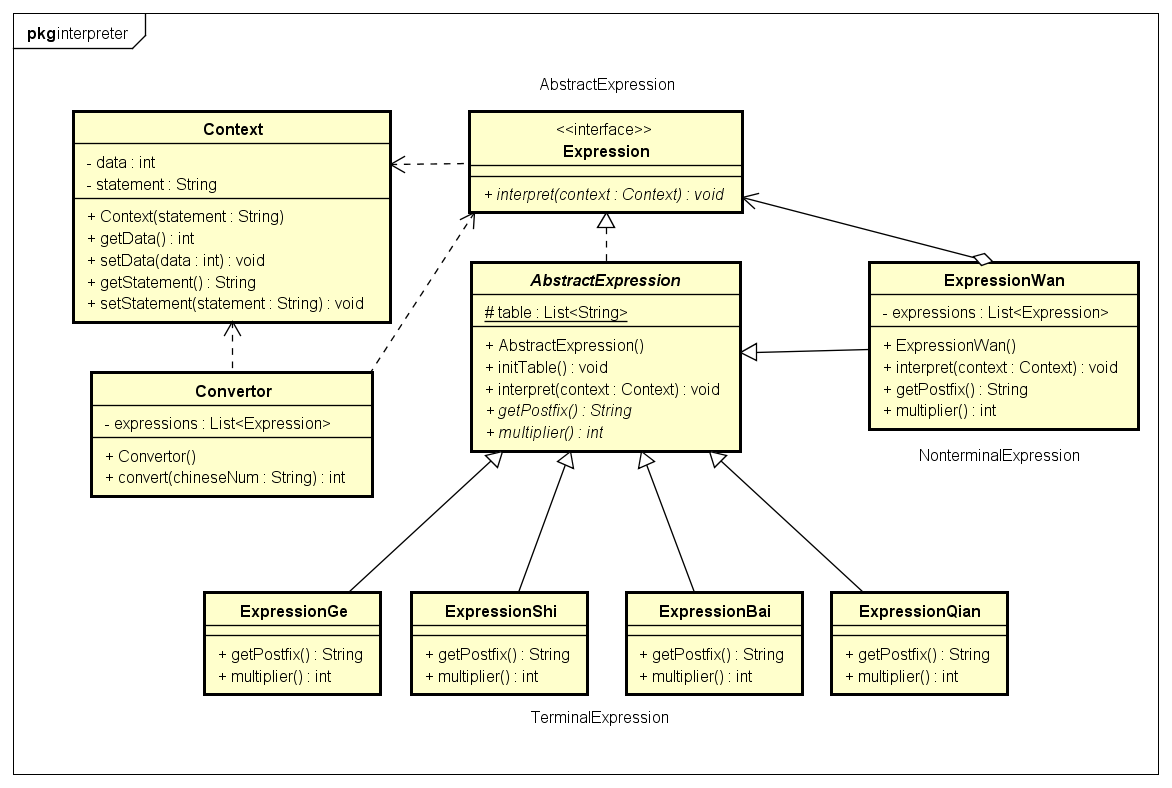 pkg interpreter
AbstractExpression
Context
- data : int
- statement : String
+ Context(statement : String)
+ getData() : int
+ setData(data : int) : void
+ getStatement() : String
+ setStatement(statement : String) : void
<<interface>>
Expression
+ interpret(context : Context) : void
AbstractExpression
# table : List<String>
+ AbstractExpression()
+ initTable() : void
+ interpret(context : Context) : void
+ getPostfix() : String
+ multiplier() : int
ExpressionWan
- expressions : List<Expression>
+ ExpressionWan()
+ interpret(context : Context) : void
+ getPostfix() : String
+ multiplier() : int
NonterminalExpression
Convertor
- expressions : List<Expression>
+ Convertor()
+ convert(chineseNum : String) : int
ExpressionGe
+ getPostfix() : String
+ multiplier() : int
ExpressionShi
+ getPostfix() : String
+ multiplier() : int
ExpressionBai
+ getPostfix() : String
+ multiplier() : int
ExpressionQian
+ getPostfix() : String
+ multiplier() : int
TerminalExpression